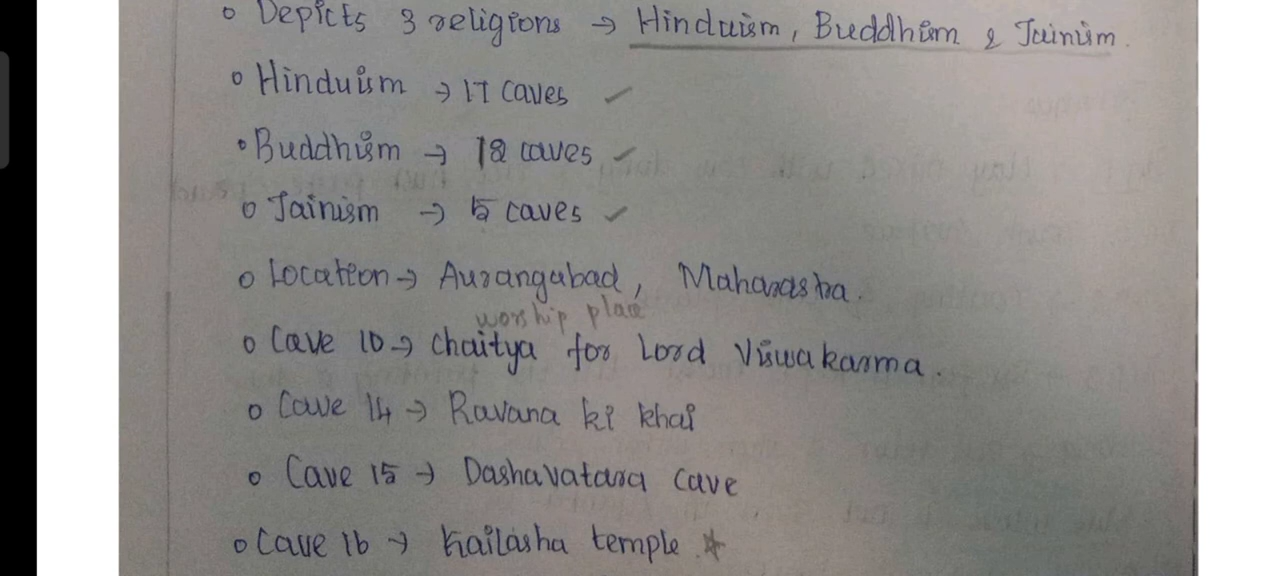 o Depicts 3 religions → Hinduism, Buddhism & Jainism.
o Hinduism → 17 caves ✓
o Buddhism → 12 caves ✓
o Jainism → 5 caves ✓
o Location → Aurangabad, Maharastra.
worship place
o Cave 10 → Chaitya for Lord Viswakarma.
o Cave 14 → Ravana ki khai
o Cave 15 → Dashavatara cave
o Cave 16 → Kailasha temple ☆